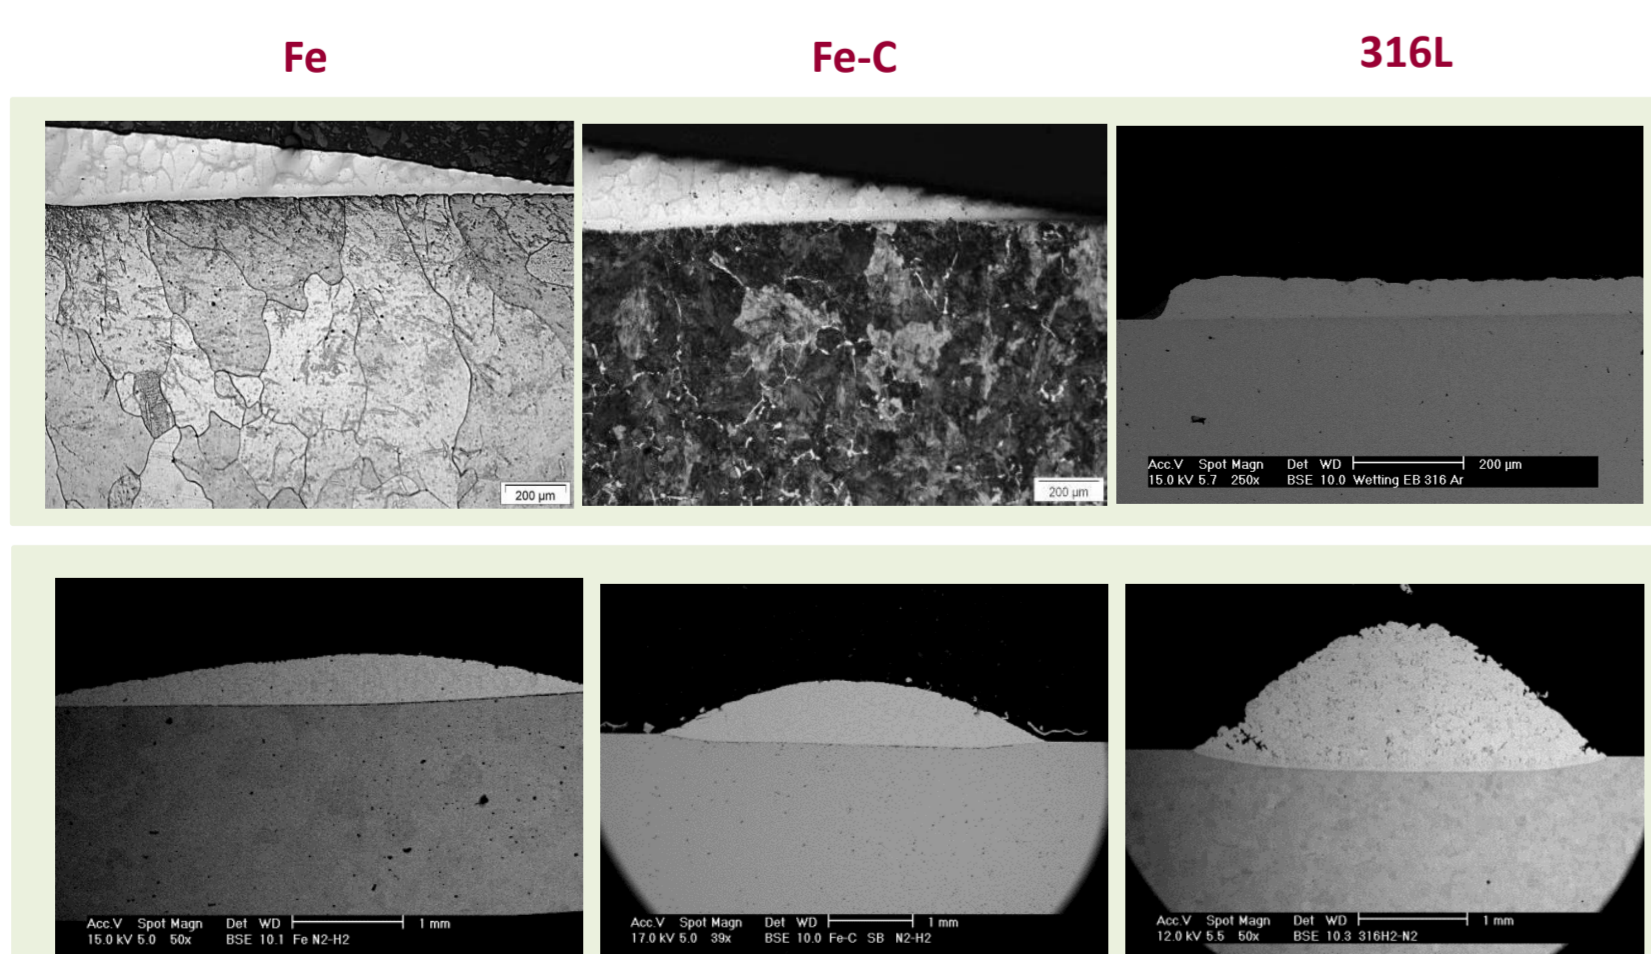 Fe
Fe-C
316L
200 µm
200 µm
Acc.V Spot Magn Det WD 200 µm
15.0 kV 5.7 250x BSE 10.0 Wetting EB 316 Ar
Acc.V Spot Magn Det WD 1 mm
15.0 kV 5.0 50x BSE 10.1 Fe N2-H2
Acc.V Spot Magn Det WD 1 mm
17.0 kV 5.0 39x BSE 10.0 Fe-C SB N2-H2
Acc.V Spot Magn Det WD 1 mm
12.0 kV 5.5 50x BSE 10.3 316H2-N2